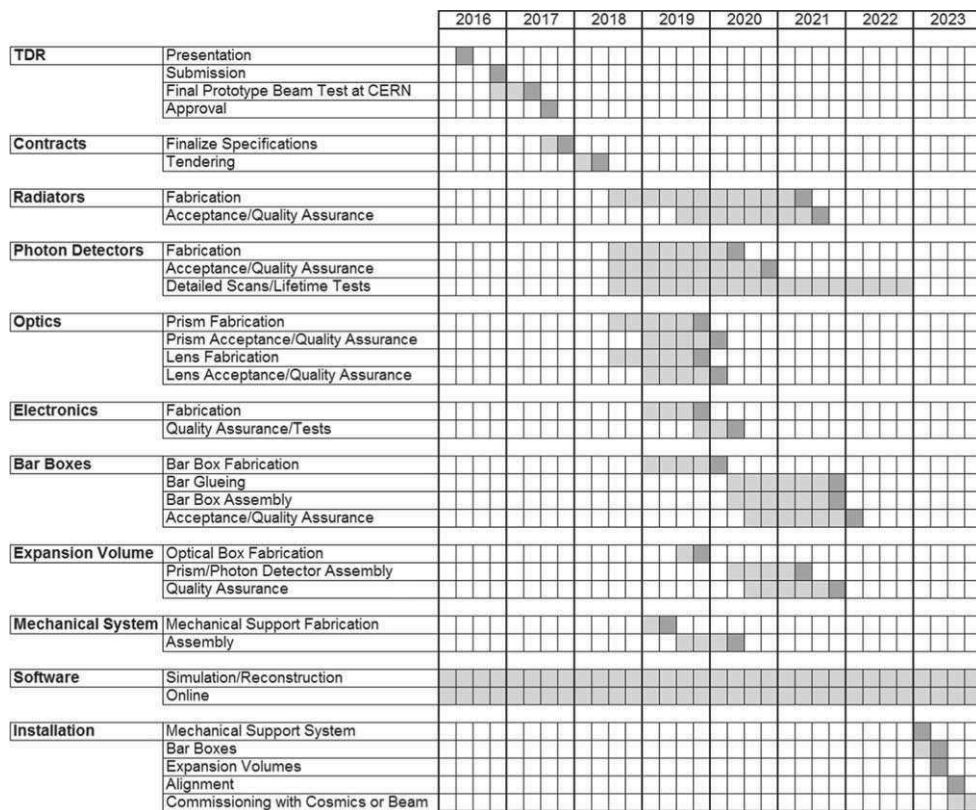 2016 2017 2018 2019 2020 2021 2022 2023
TDR Presentation
Submission
Final Prototype Beam Test at CERN
Approval
Contracts Finalize Specifications
Tendering
Radiators Fabrication
Acceptance/Quality Assurance
Photon Detectors Fabrication
Acceptance/Quality Assurance
Detailed Scans/Lifetime Tests
Optics Prism Fabrication
Prism Acceptance/Quality Assurance
Lens Fabrication
Lens Acceptance/Quality Assurance
Electronics Fabrication
Quality Assurance/Tests
Bar Boxes Bar Box Fabrication
Bar Glueing
Bar Box Assembly
Acceptance/Quality Assurance
Expansion Volume Optical Box Fabrication
Prism/Photon Detector Assembly
Quality Assurance
Mechanical System Mechanical Support Fabrication
Assembly
Software Simulation/Reconstruction
Online
Installation Mechanical Support System
Bar Boxes
Expansion Volumes
Alignment
Commissioning with Cosmics or Beam